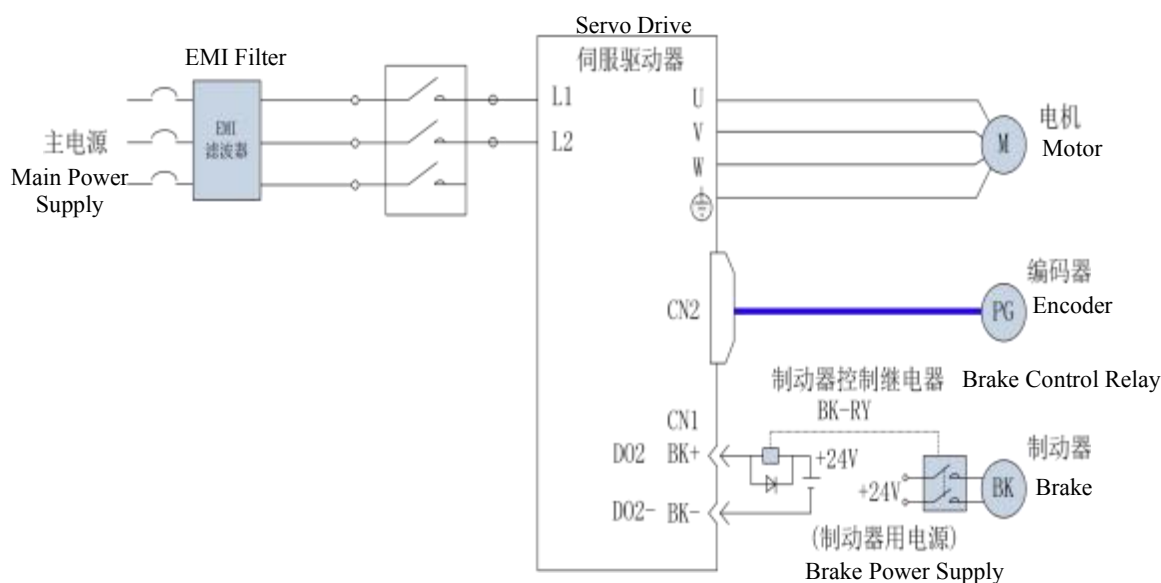 Servo Drive
伺服驱动器
EMI Filter
EMI
滤波器
主电源
Main Power
Supply
L1
L2
U
V
W
M
电机
Motor
CN2
PG
编码器
Encoder
制动器控制继电器 Brake Control Relay
BK-RY
CN1
DO2 BK+
+24V
+24V
BK
制动器
Brake
DO2- BK-
(制动器用电源)
Brake Power Supply